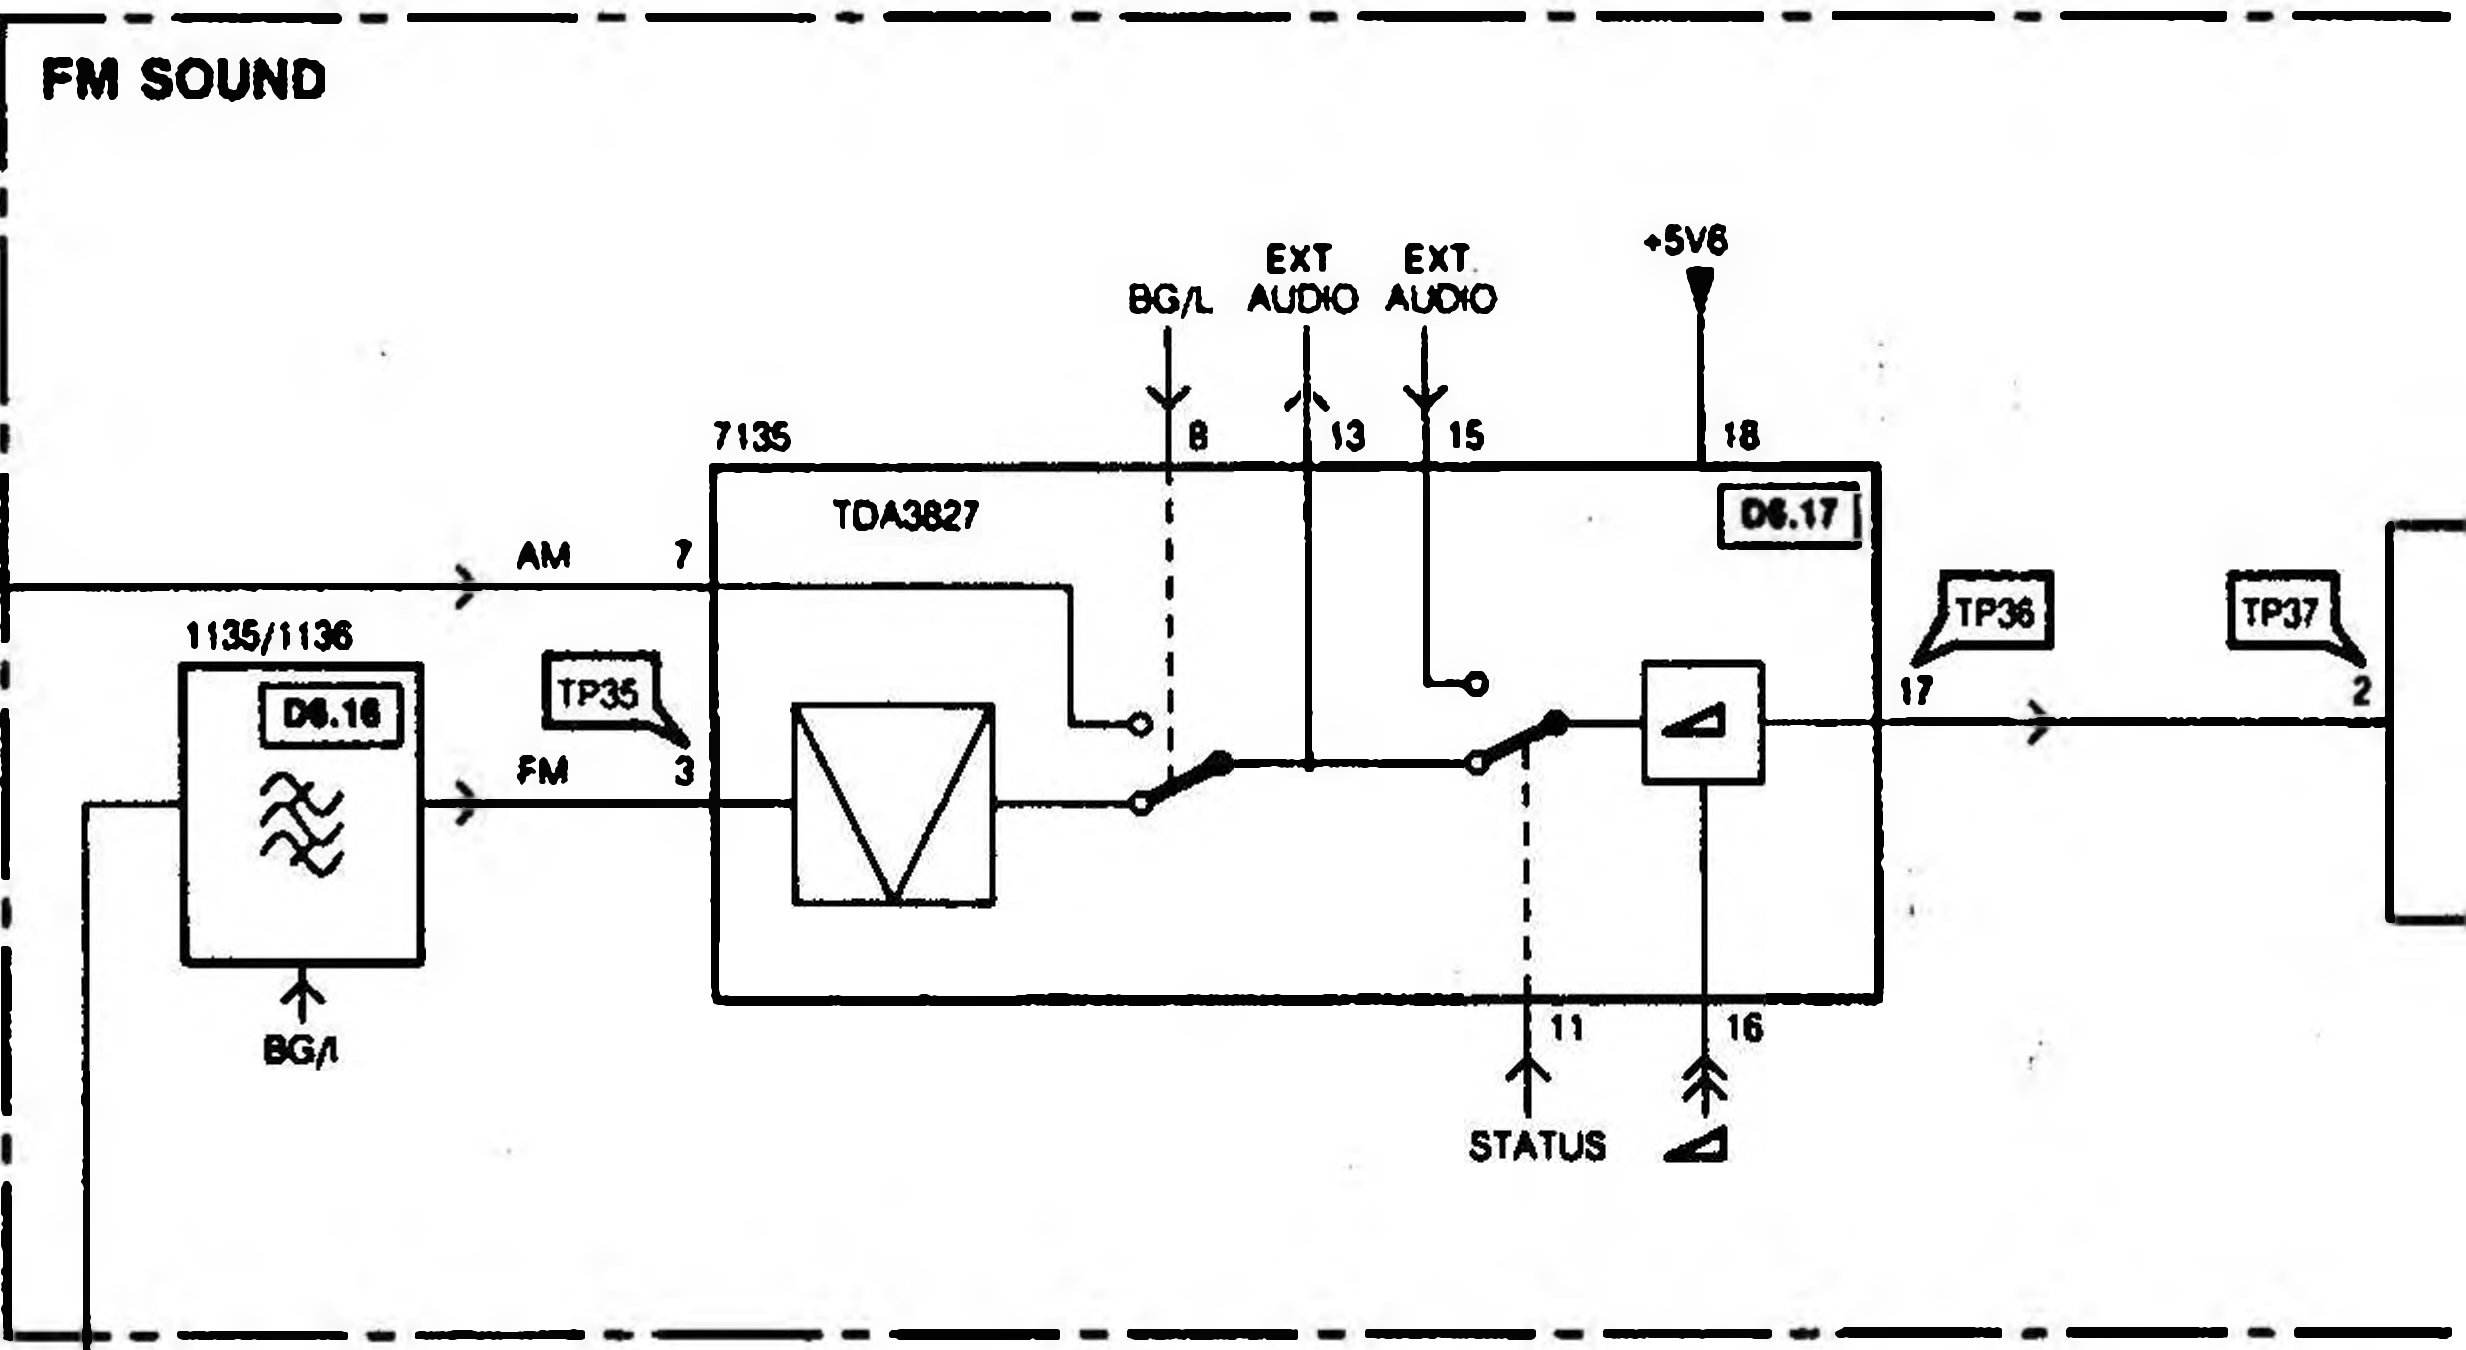 FM SOUND
+5V6
EXT
AUDIO
EXT
AUDIO
BG/L
7135
8
13
15
18
TDA3827
D6.17
AM
7
1135/1136
D6.16
TP35
FM
3
TP36
17
TP37
2
BG/I
11
16
STATUS